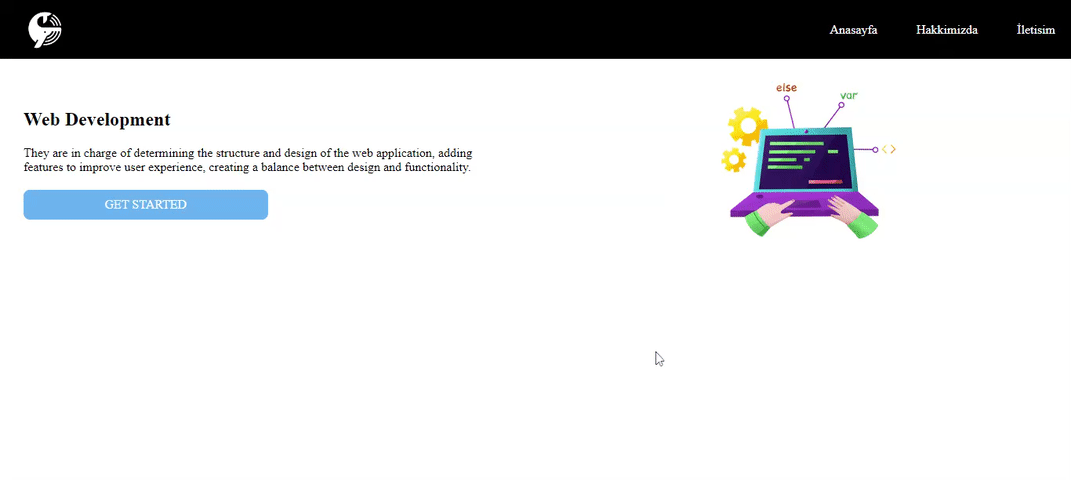 Anasayfa Hakkimizda İletisim
else
var
< >
Web Development
They are in charge of determining the structure and design of the web application, adding
features to improve user experience, creating a balance between design and functionality.
GET STARTED